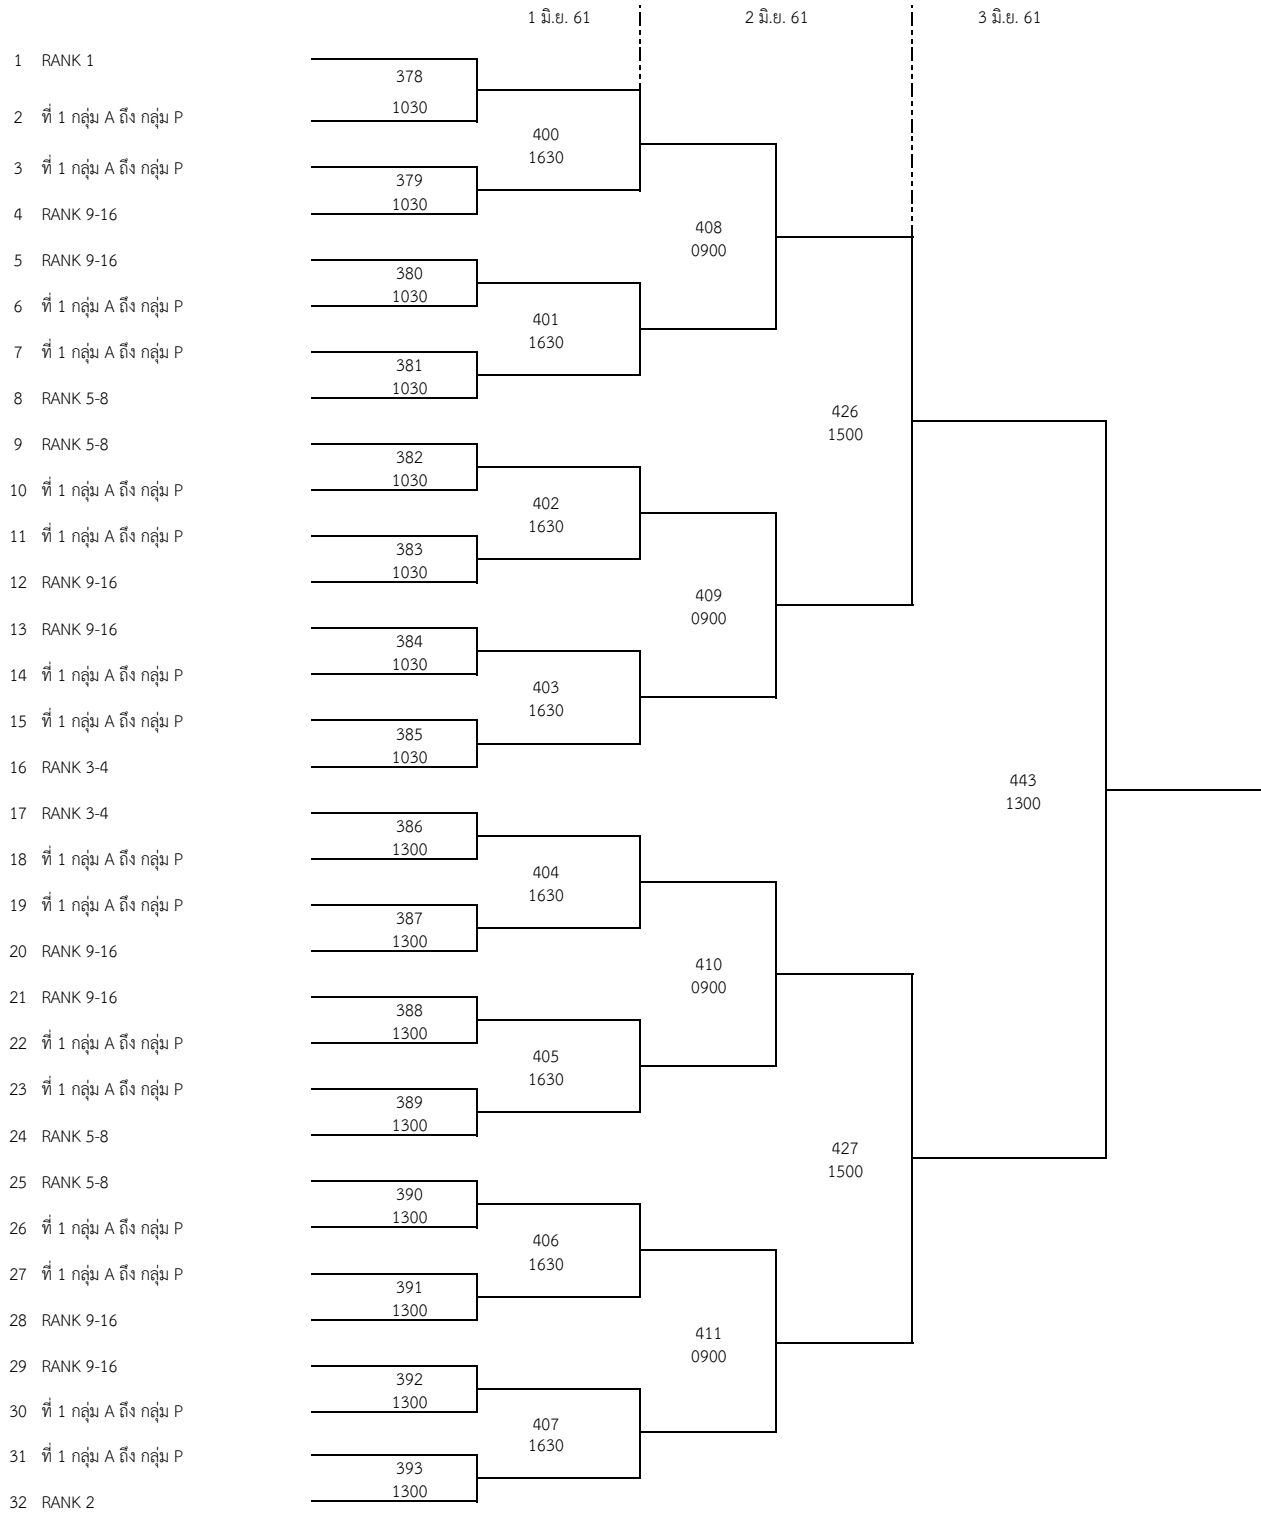 1 มิ.ย. 61 2 มิ.ย. 61 3 มิ.ย. 61
1 RANK 1
378
1030
2 ที่ 1 กลุ่ม A ถึง กลุ่ม P
400
1630
3 ที่ 1 กลุ่ม A ถึง กลุ่ม P
379
1030
4 RANK 9-16
408
0900
5 RANK 9-16
380
1030
6 ที่ 1 กลุ่ม A ถึง กลุ่ม P
401
1630
7 ที่ 1 กลุ่ม A ถึง กลุ่ม P
381
1030
8 RANK 5-8
426
1500
9 RANK 5-8
382
1030
10 ที่ 1 กลุ่ม A ถึง กลุ่ม P
402
1630
11 ที่ 1 กลุ่ม A ถึง กลุ่ม P
383
1030
12 RANK 9-16
409
0900
13 RANK 9-16
384
1030
14 ที่ 1 กลุ่ม A ถึง กลุ่ม P
403
1630
15 ที่ 1 กลุ่ม A ถึง กลุ่ม P
385
1030
16 RANK 3-4
443
1300
17 RANK 3-4
386
1300
18 ที่ 1 กลุ่ม A ถึง กลุ่ม P
404
1630
19 ที่ 1 กลุ่ม A ถึง กลุ่ม P
387
1300
20 RANK 9-16
410
0900
21 RANK 9-16
388
1300
22 ที่ 1 กลุ่ม A ถึง กลุ่ม P
405
1630
23 ที่ 1 กลุ่ม A ถึง กลุ่ม P
389
1300
24 RANK 5-8
427
1500
25 RANK 5-8
390
1300
26 ที่ 1 กลุ่ม A ถึง กลุ่ม P
406
1630
27 ที่ 1 กลุ่ม A ถึง กลุ่ม P
391
1300
28 RANK 9-16
411
0900
29 RANK 9-16
392
1300
30 ที่ 1 กลุ่ม A ถึง กลุ่ม P
407
1630
31 ที่ 1 กลุ่ม A ถึง กลุ่ม P
393
1300
32 RANK 2